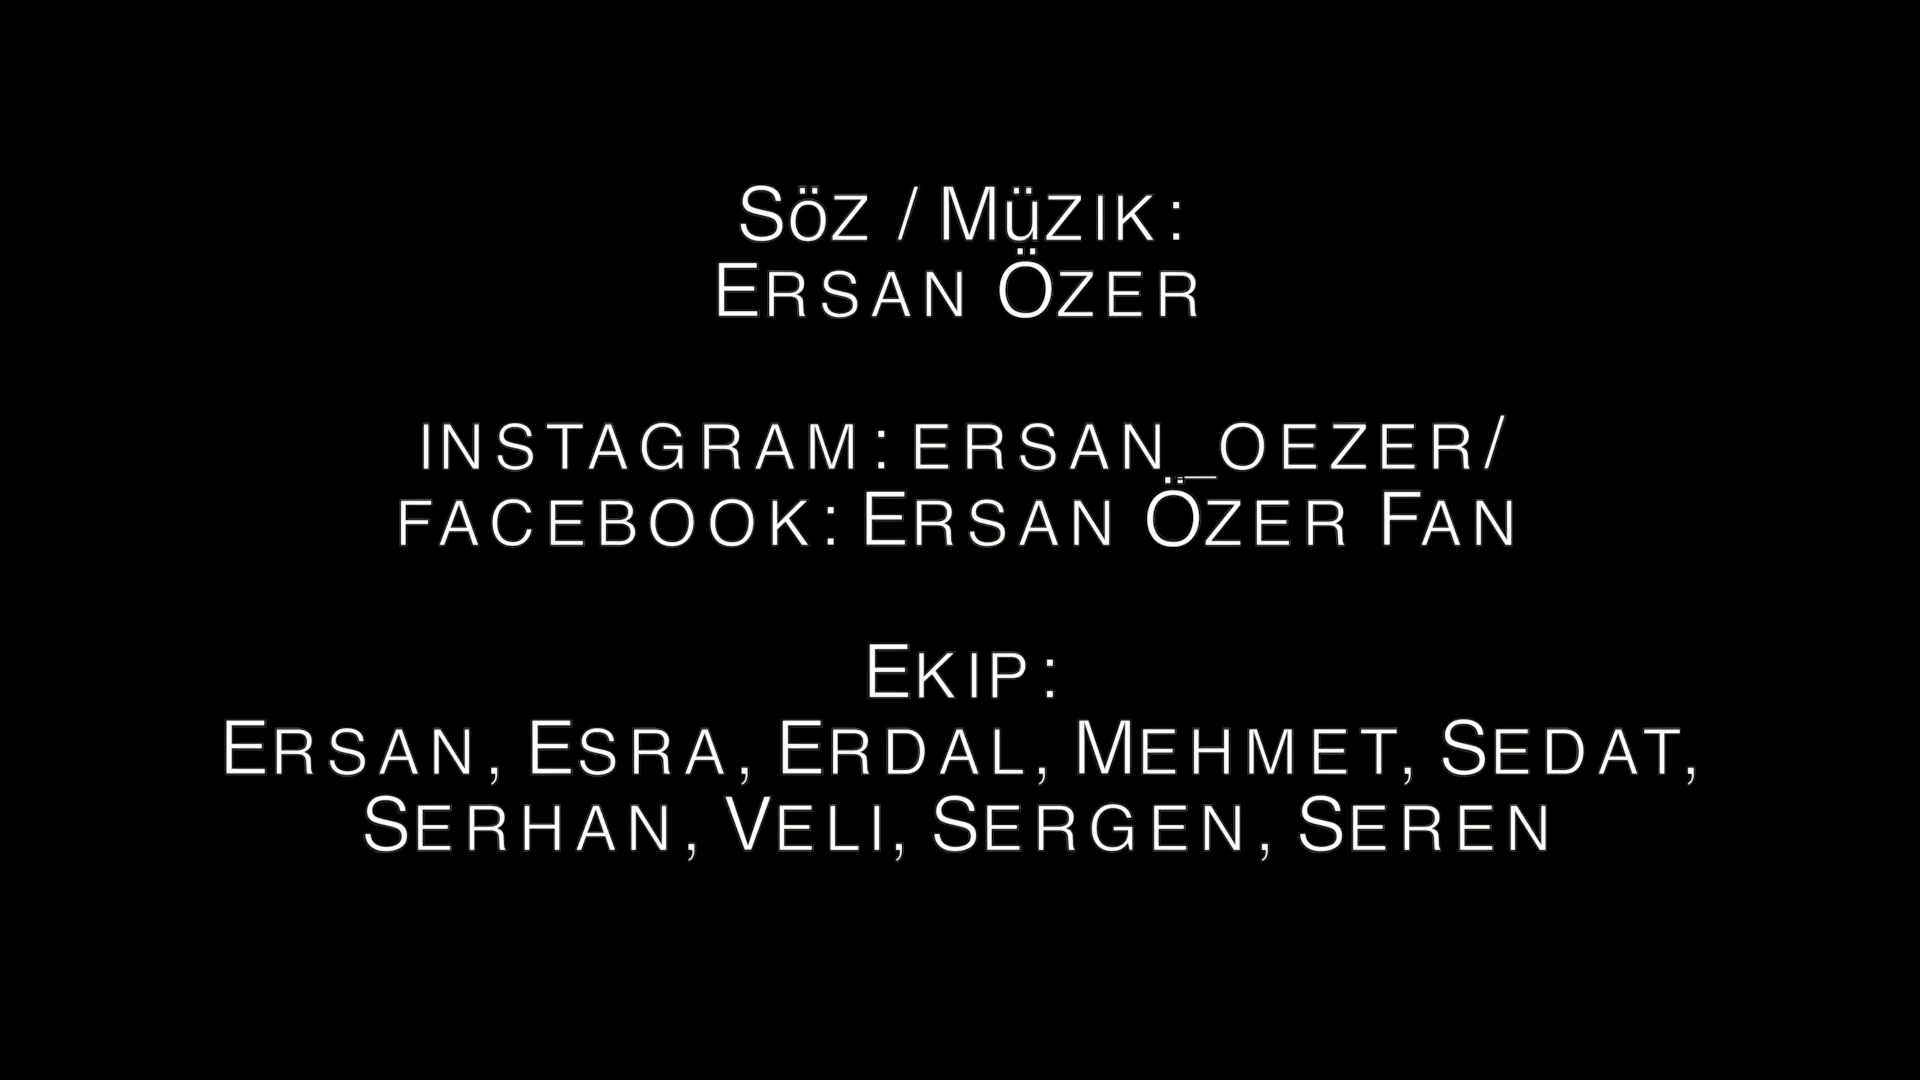 Söz / Müzik:
Ersan Özer
instagram: ersan_oezer/
facebook: Ersan Özer Fan
Ekip:
Ersan, Esra, Erdal, Mehmet, Sedat,
Serhan, Veli, Sergen, Seren